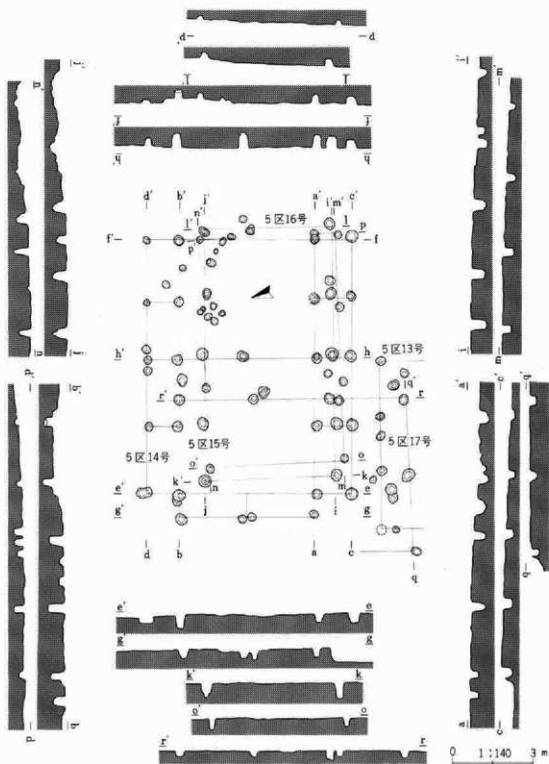 d' d
l' l
f' f
b' b
u' j' j' m'
d' b' j' a' i' m' c'
n' l' 5区16号 l p
f' p' f
h' h 5区13号
u j j m
p' b' r' r q' a' c' q'
5区14号 5区15号 5区17号
o' o
k' n m k
e' j i e
g' g
d b a c q
e' e
g' g
k' k
o' o
r' r
p b a c q
0 1:140 3 m